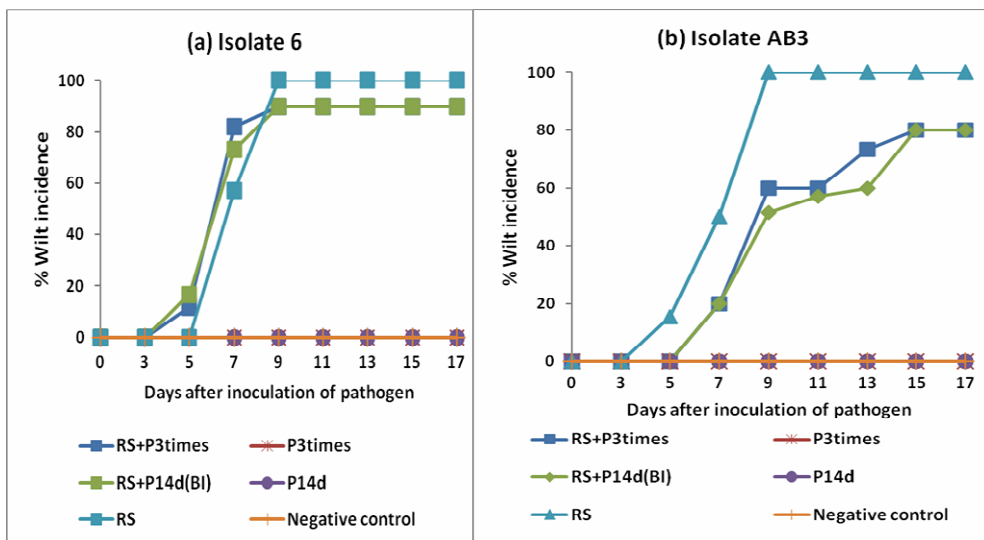 (a) Isolate 6
100
80
60
40
20
0
% Wilt incidence
0 3 5 7 9 11 13 15 17
Days after inoculation of pathogen
RS+P3times P3times
RS+P14d(BI) P14d
RS Negative control
(b) Isolate AB3
100
80
60
40
20
0
% Wilt incidence
0 3 5 7 9 11 13 15 17
Days after inoculation of pathogen
RS+P3times P3times
RS+P14d(BI) P14d
RS Negative control